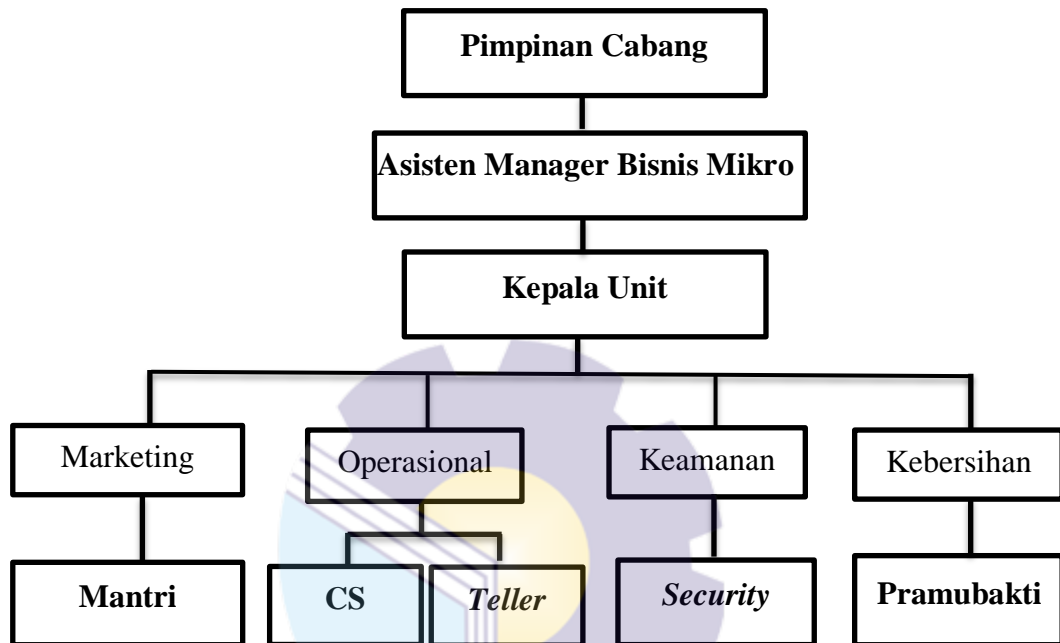 Pimpinan Cabang
Asisten Manager Bisnis Mikro
Kepala Unit
Marketing
Operasional
Keamanan
Kebersihan
Mantri
CS
Teller
Security
Pramubakti